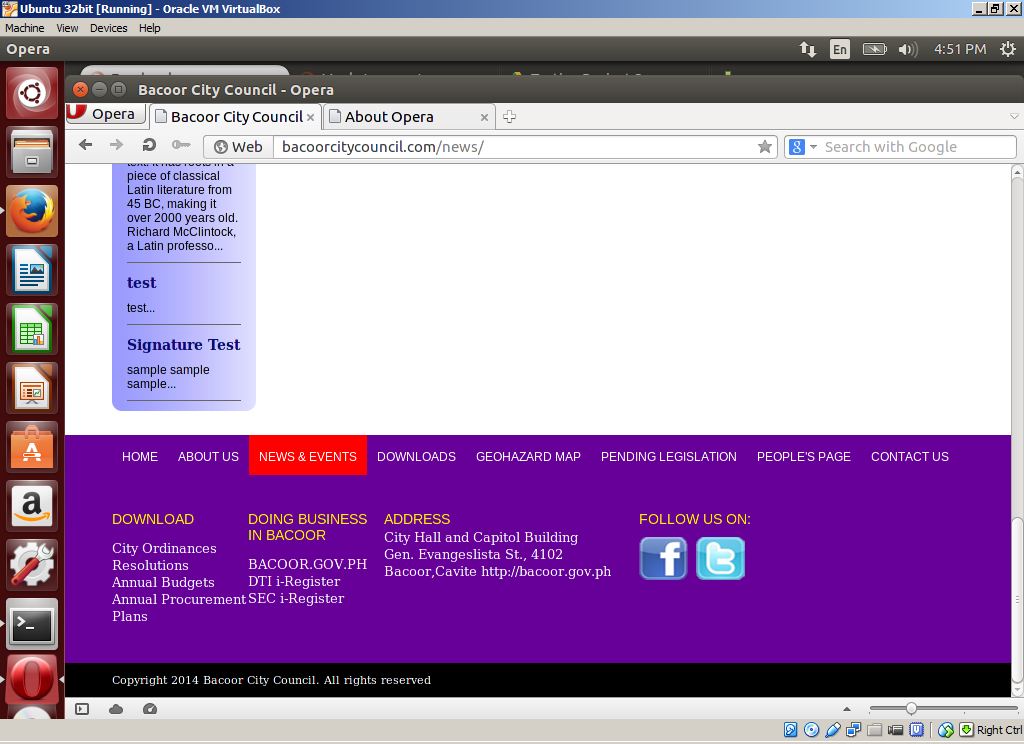 Ubuntu 32bit [Running] - Oracle VM VirtualBox
Machine View Devices Help
Opera
En
4:51 PM
Bacoor City Council - Opera
Opera
Bacoor City Council
About Opera
Web
bacoorcitycouncil.com/news/
8
Search with Google
text. It has roots in a
piece of classical
Latin literature from
45 BC, making it
over 2000 years old.
Richard McClintock,
a Latin professo...
test
test...
Signature Test
sample sample
sample...
HOME ABOUT US NEWS & EVENTS DOWNLOADS GEOHAZARD MAP PENDING LEGISLATION PEOPLE'S PAGE CONTACT US
DOWNLOAD
City Ordinances
Resolutions
Annual Budgets
Annual Procurement
Plans
DOING BUSINESS
IN BACOOR
BACOOR.GOV.PH
DTI i-Register
SEC i-Register
ADDRESS
City Hall and Capitol Building
Gen. Evangeslista St., 4102
Bacoor,Cavite http://bacoor.gov.ph
FOLLOW US ON:
f
t
Copyright 2014 Bacoor City Council. All rights reserved
Right Ctrl